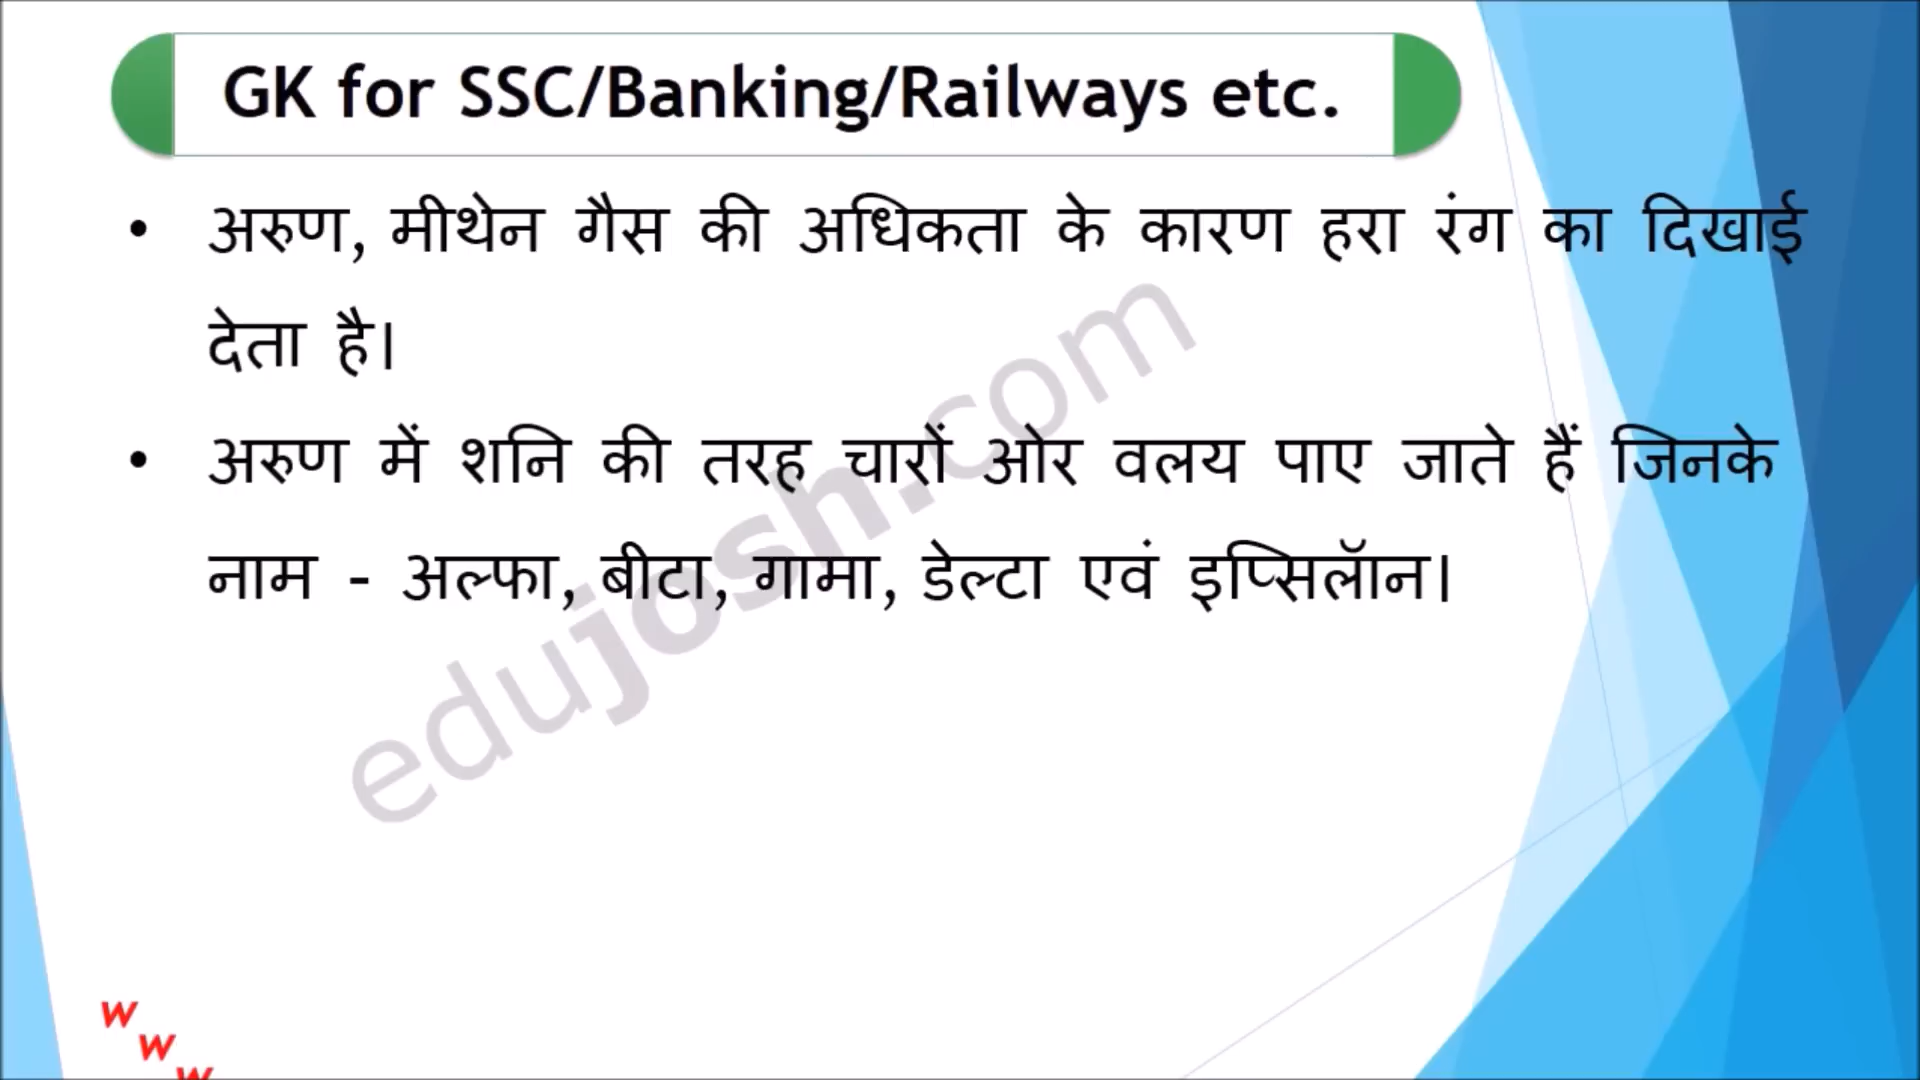 GK for SSC/Banking/Railways etc.
• अरुण, मीथेन गैस की अधिकता के कारण हरा रंग का दिखाई
देता है।
• अरुण में शनि की तरह चारों ओर वलय पाए जाते हैं जिनके
नाम - अल्फा, बीटा, गामा, डेल्टा एवं इप्सिलॉन।
edujosh.com
w
w
w